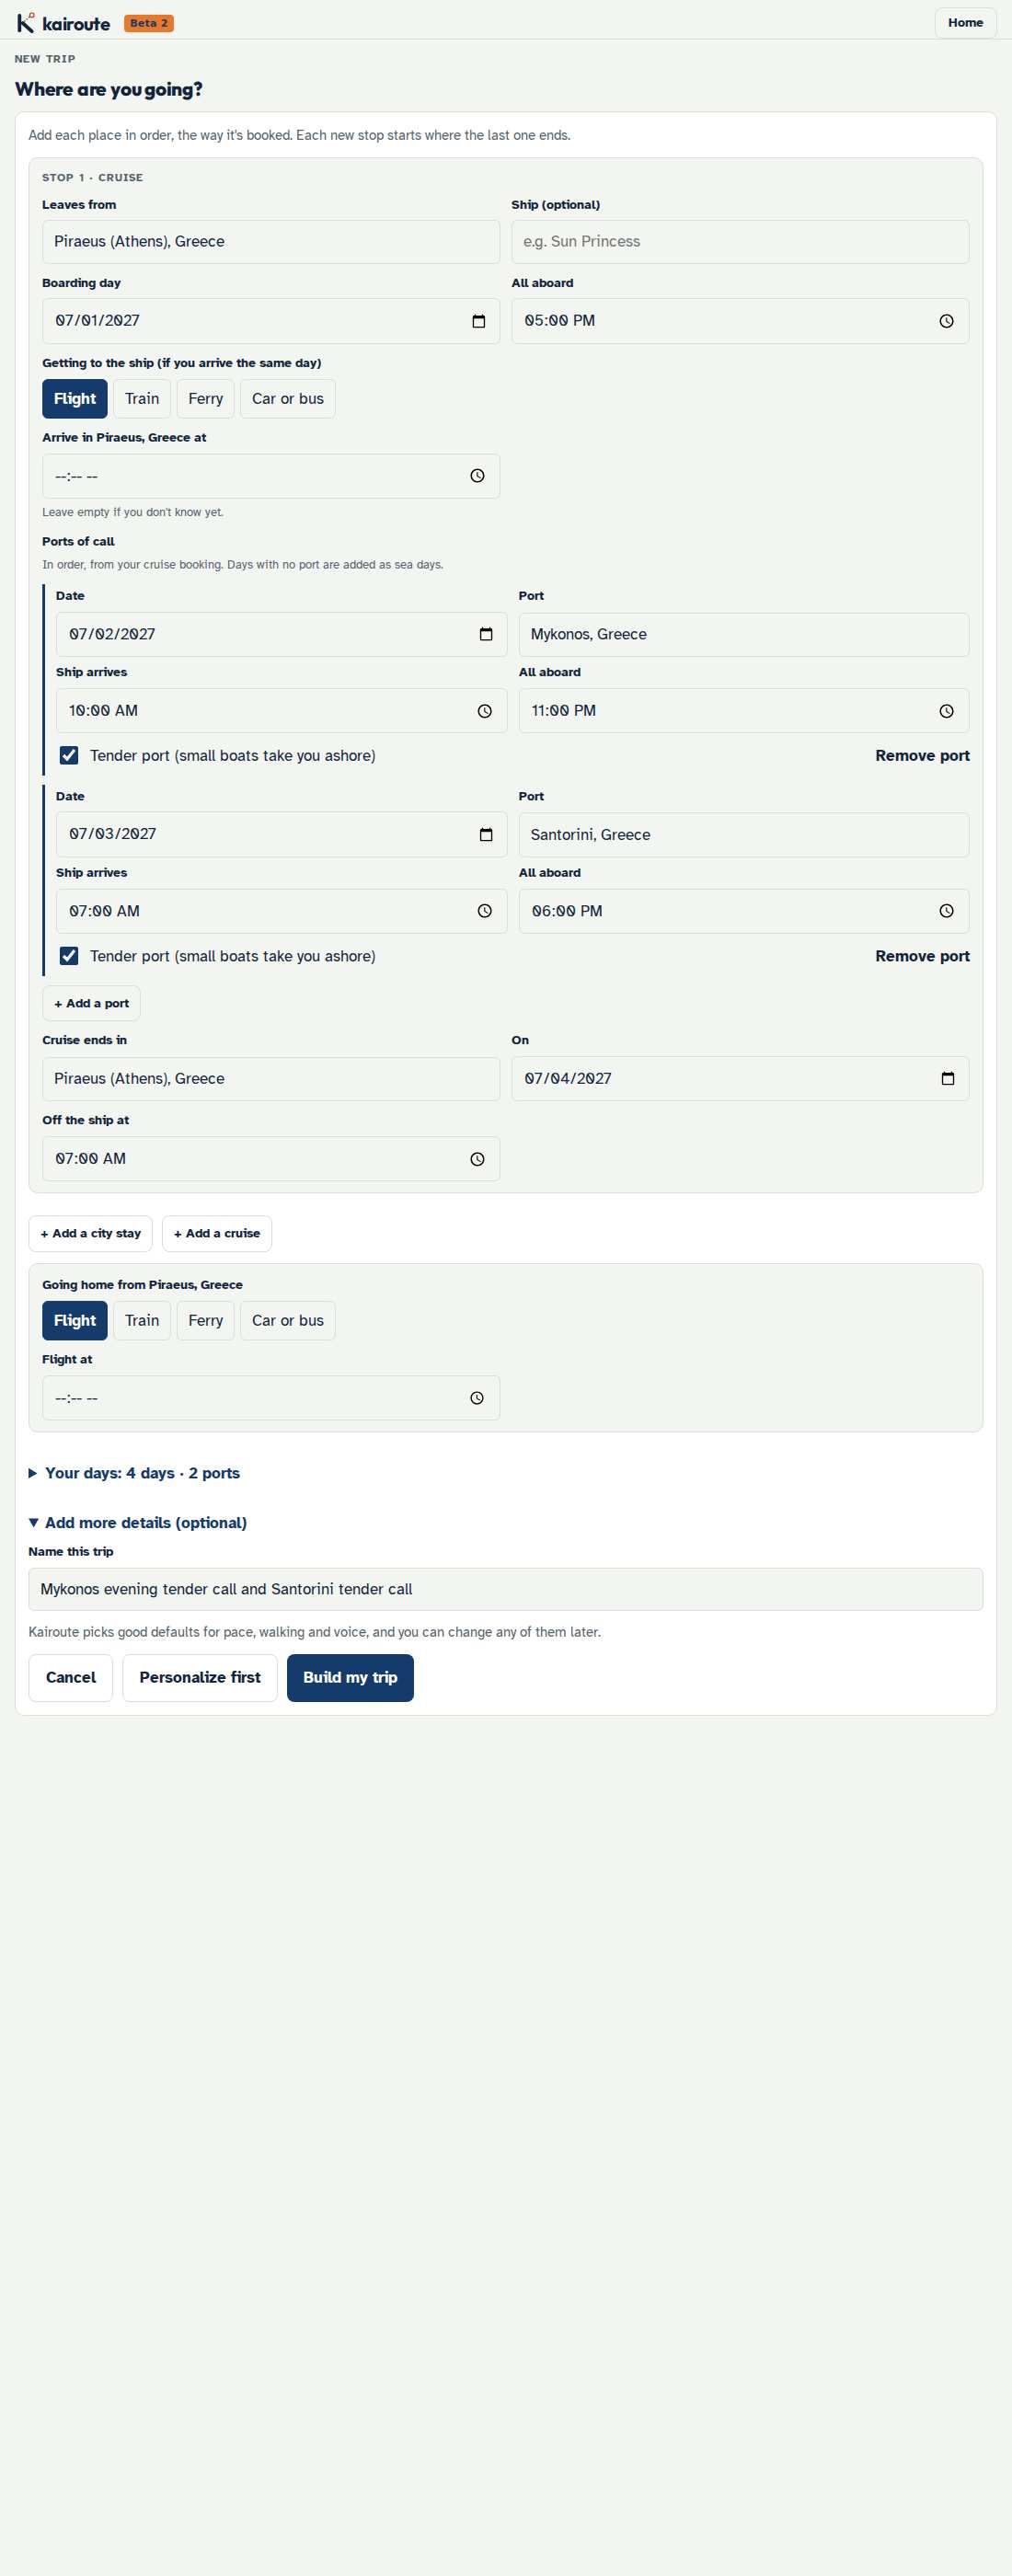 kairoute Beta 2 Home
NEW TRIP
Where are you going?
Add each place in order, the way it's booked. Each new stop starts where the last one ends.
STOP 1 · CRUISE
Leaves from Ship (optional)
Piraeus (Athens), Greece e.g. Sun Princess
Boarding day All aboard
07/01/2027 05:00 PM
Getting to the ship (if you arrive the same day)
Flight Train Ferry Car or bus
Arrive in Piraeus, Greece at
--:-- --
Leave empty if you don't know yet.
Ports of call
In order, from your cruise booking. Days with no port are added as sea days.
Date Port
07/02/2027 Mykonos, Greece
Ship arrives All aboard
10:00 AM 11:00 PM
Tender port (small boats take you ashore) Remove port
Date Port
07/03/2027 Santorini, Greece
Ship arrives All aboard
07:00 AM 06:00 PM
Tender port (small boats take you ashore) Remove port
+ Add a port
Cruise ends in On
Piraeus (Athens), Greece 07/04/2027
Off the ship at
07:00 AM
+ Add a city stay + Add a cruise
Going home from Piraeus, Greece
Flight Train Ferry Car or bus
Flight at
--:-- --
Your days: 4 days · 2 ports
Add more details (optional)
Name this trip
Mykonos evening tender call and Santorini tender call
Kairoute picks good defaults for pace, walking and voice, and you can change any of them later.
Cancel Personalize first Build my trip